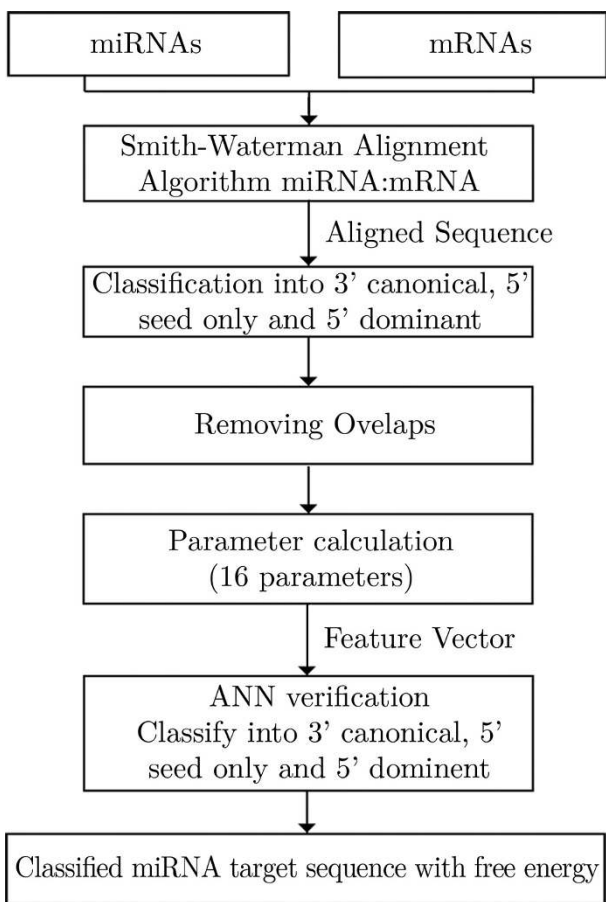 miRNAs
mRNAs
Smith-Waterman Alignment
Algorithm miRNA:mRNA
Aligned Sequence
Classification into 3’ canonical, 5’
seed only and 5’ dominant
Removing Ovelaps
Parameter calculation
(16 parameters)
Feature Vector
ANN verification
Classify into 3’ canonical, 5’
seed only and 5’ dominent
Classified miRNA target sequence with free energy